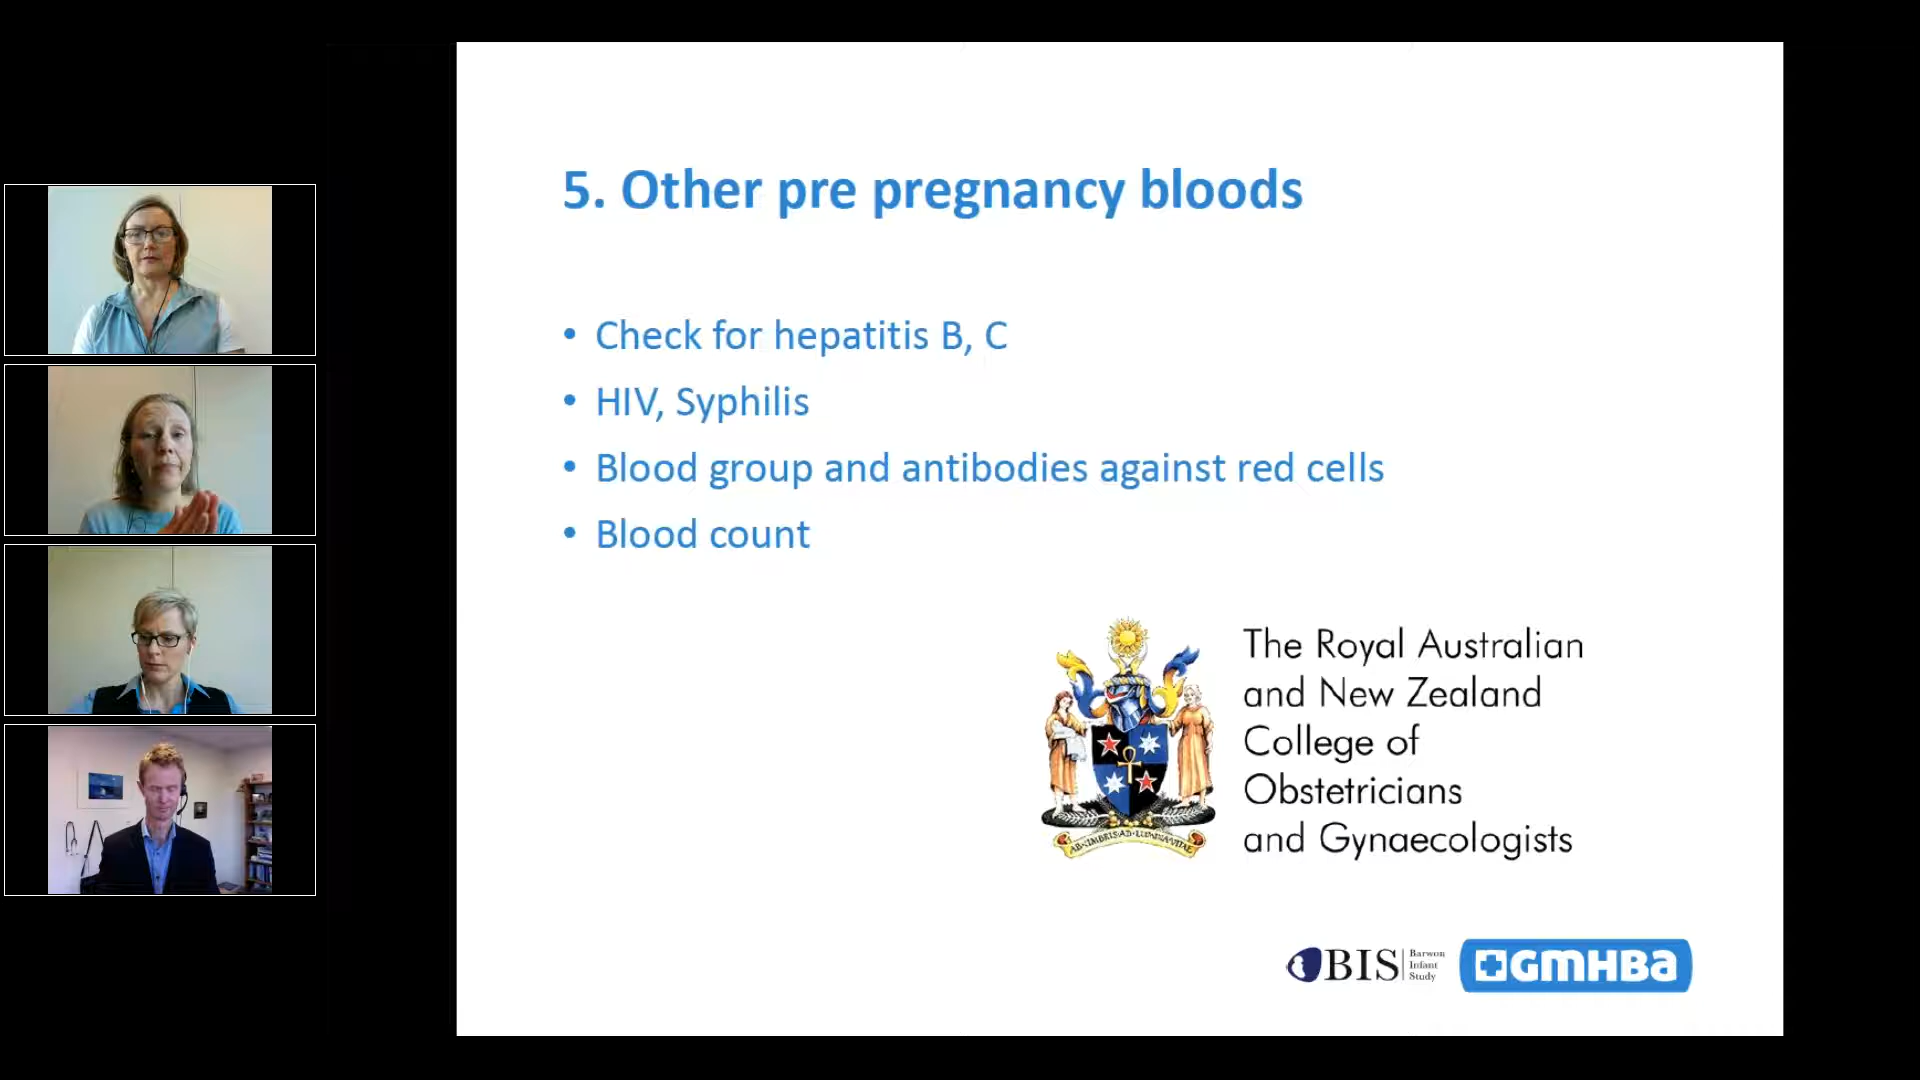 5. Other pre pregnancy bloods
• Check for hepatitis B, C
• HIV, Syphilis
• Blood group and antibodies against red cells
• Blood count
The Royal Australian
and New Zealand
College of
Obstetricians
and Gynaecologists
BIS
Barwon
Infant
Study
GMHBa